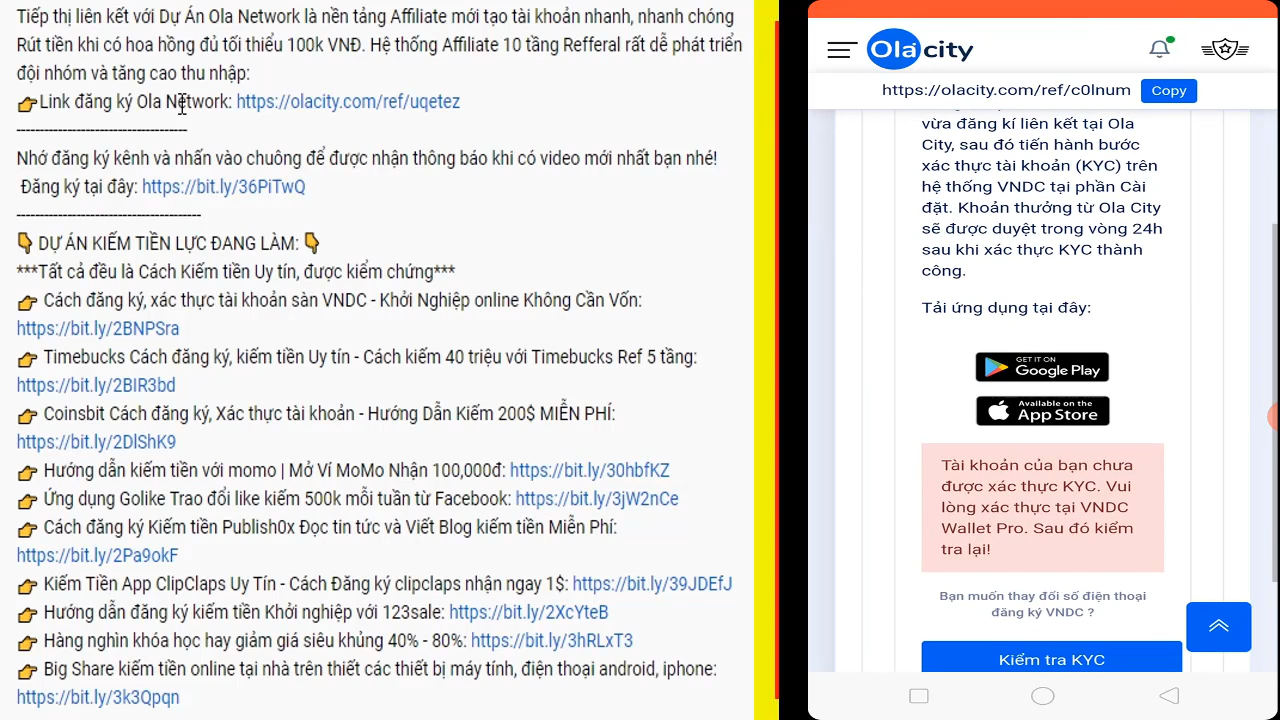 Tiếp thị liên kết với Dự Án Ola Network là nền tảng Affiliate mới tạo tài khoản nhanh, nhanh chóng
Rút tiền khi có hoa hồng đủ tối thiểu 100k VNĐ. Hệ thống Affiliate 10 tầng Refferal rất dễ phát triển
đội nhóm và tăng cao thu nhập:
👉Link đăng ký Ola Network: https://olacity.com/ref/uqetez
-------------------------------------
Nhớ đăng ký kênh và nhấn vào chuông để được nhận thông báo khi có video mới nhất bạn nhé!
Đăng ký tại đây: https://bit.ly/36PiTwQ
----------------------------------------
👇 DỰ ÁN KIẾM TIỀN LỰC ĐANG LÀM: 👇
***Tất cả đều là Cách Kiếm tiền Uy tín, được kiểm chứng***
👉 Cách đăng ký, xác thực tài khoản sàn VNDC - Khởi Nghiệp online Không Cần Vốn:
https://bit.ly/2BNPSra
👉 Timebucks Cách đăng ký, kiếm tiền Uy tín - Cách kiếm 40 triệu với Timebucks Ref 5 tầng:
https://bit.ly/2BIR3bd
👉 Coinsbit Cách đăng ký, Xác thực tài khoản - Hướng Dẫn Kiếm 200$ MIỄN PHÍ:
https://bit.ly/2DlShK9
👉 Hướng dẫn kiếm tiền với momo | Mở Ví MoMo Nhận 100,000đ: https://bit.ly/30hbfKZ
👉 Ứng dụng Golike Trao đổi like kiếm 500k mỗi tuần từ Facebook: https://bit.ly/3jW2nCe
👉 Cách đăng ký Kiếm tiền Publish0x Đọc tin tức và Viết Blog kiếm tiền Miễn Phí:
https://bit.ly/2Pa9okF
👉 Kiếm Tiền App ClipClaps Uy Tín - Cách Đăng ký clipclaps nhận ngay 1$: https://bit.ly/39JDEfJ
👉 Hướng dẫn đăng ký kiếm tiền Khởi nghiệp với 123sale: https://bit.ly/2XcYteB
👉 Hàng nghìn khóa học hay giảm giá siêu khủng 40% - 80%: https://bit.ly/3hRLxT3
👉 Big Share kiếm tiền online tại nhà trên thiết các thiết bị máy tính, điện thoại android, iphone:
https://bit.ly/3k3Qpqn
Ola city
https://olacity.com/ref/c0lnum Copy
vừa đăng kí liên kết tại Ola
City, sau đó tiến hành bước
xác thực tài khoản (KYC) trên
hệ thống VNDC tại phần Cài
đặt. Khoản thưởng từ Ola City
sẽ được duyệt trong vòng 24h
sau khi xác thực KYC thành
công.
Tải ứng dụng tại đây:
GET IT ON
Google Play
Available on the
App Store
Tài khoản của bạn chưa
được xác thực KYC. Vui
lòng xác thực tại VNDC
Wallet Pro. Sau đó kiểm
tra lại!
Bạn muốn thay đổi số điện thoại
đăng ký VNDC ?
Kiểm tra KYC